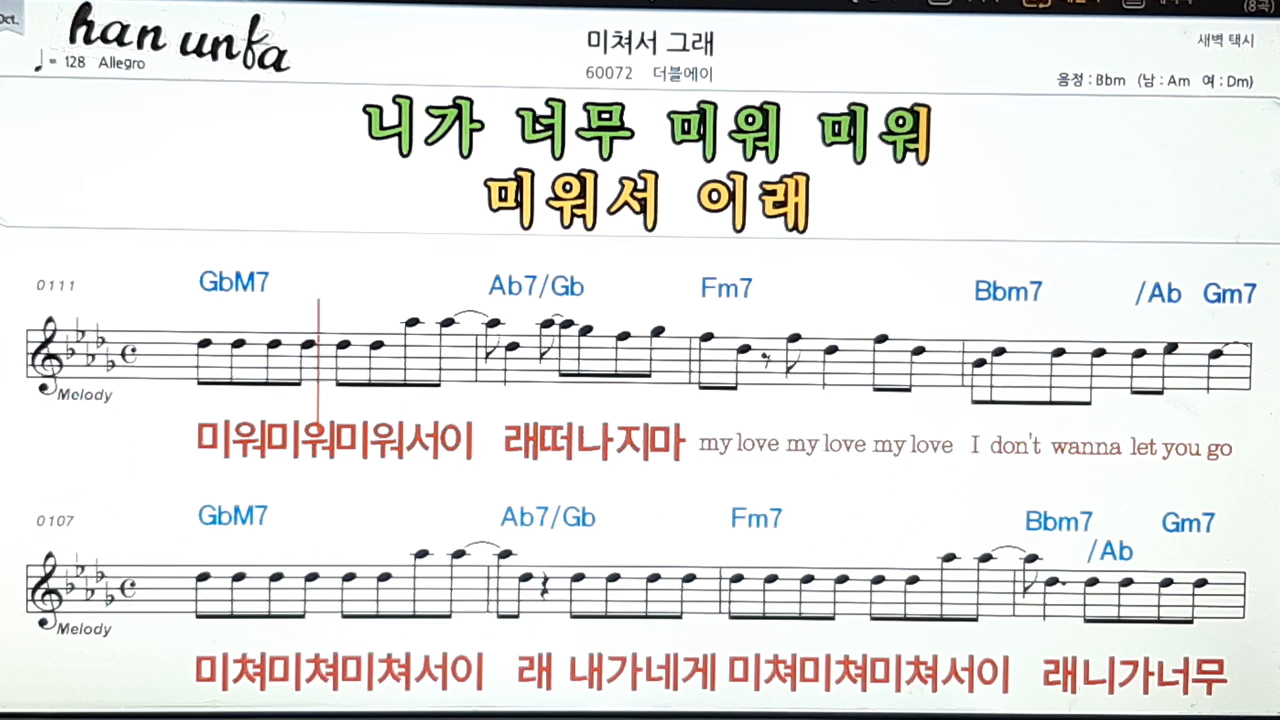 Oct.
han unfa
♩= 128 Allegro
미쳐서 그래
60072 더블에이
(8곡)
새벽 택시
음정 : Bbm (남 : Am 여 : Dm)
니가 너무 미워 미워
미워서 이래
0111
GbM7 Ab7/Gb Fm7 Bbm7 /Ab Gm7
Melody
미워미워미워서이 래떠나지마 my love my love my love I don't wanna let you go
0107
GbM7 Ab7/Gb Fm7 Bbm7 /Ab Gm7
Melody
미쳐미쳐미쳐서이 래 내가네게 미쳐미쳐미쳐서이 래니가너무